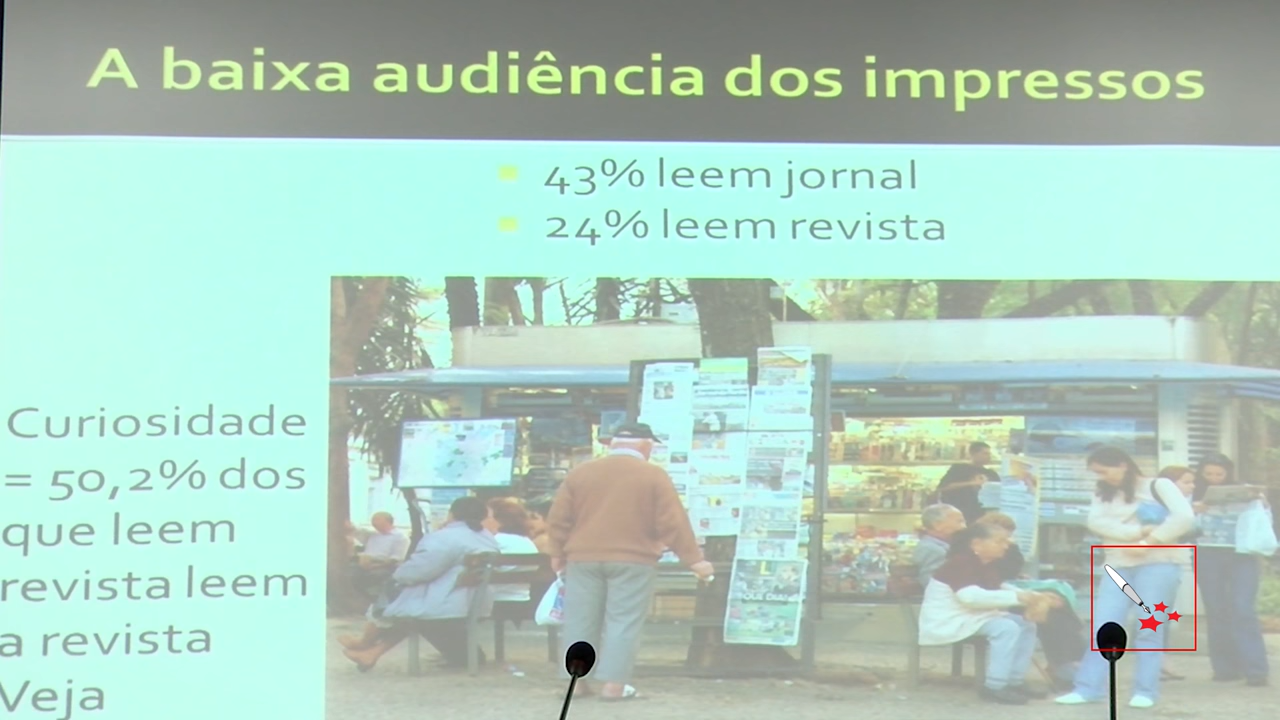 A baixa audiência dos impressos
43% leem jornal
24% leem revista
Curiosidade
= 50,2% dos
que leem
revista leem
a revista
Veja